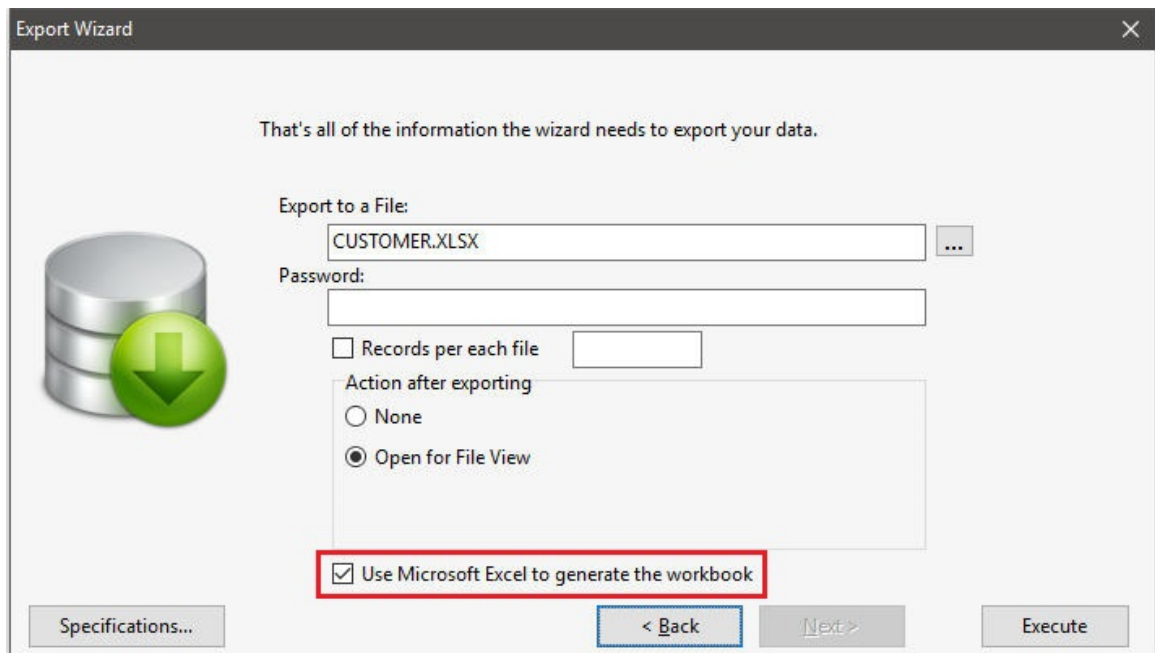 Export Wizard
That's all of the information the wizard needs to export your data.
Export to a File:
CUSTOMER.XLSX
...
Password:
Records per each file
Action after exporting
None
Open for File View
Use Microsoft Excel to generate the workbook
Specifications...
< Back
Next >
Execute